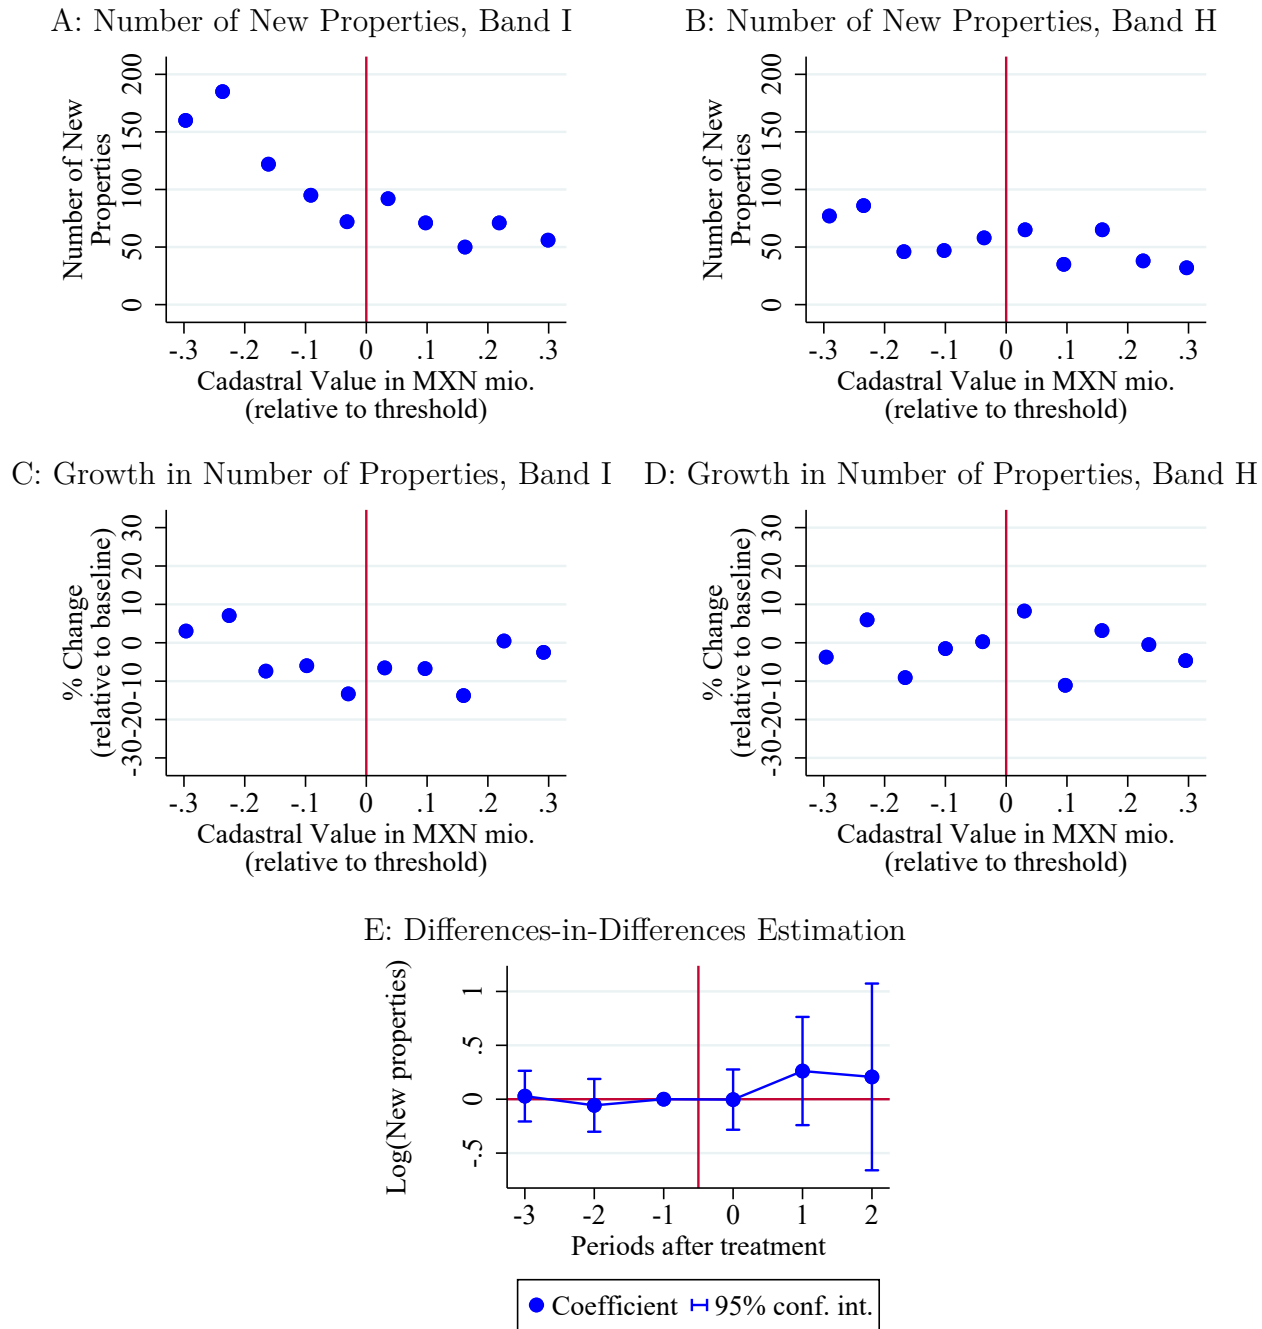 A: Number of New Properties, Band I
Number of New
Properties
200
150
100
50
0
-.3 -.2 -.1 0 .1 .2 .3
Cadastral Value in MXN mio.
(relative to threshold)
B: Number of New Properties, Band H
Number of New
Properties
200
150
100
50
0
-.3 -.2 -.1 0 .1 .2 .3
Cadastral Value in MXN mio.
(relative to threshold)
C: Growth in Number of Properties, Band I
% Change
(relative to baseline)
30
20
10
0
-10
-20
-30
-.3 -.2 -.1 0 .1 .2 .3
Cadastral Value in MXN mio.
(relative to threshold)
D: Growth in Number of Properties, Band H
% Change
(relative to baseline)
30
20
10
0
-10
-20
-30
-.3 -.2 -.1 0 .1 .2 .3
Cadastral Value in MXN mio.
(relative to threshold)
E: Differences-in-Differences Estimation
Log(New properties)
1
.5
0
-.5
-3 -2 -1 0 1 2
Periods after treatment
Coefficient 95% conf. int.